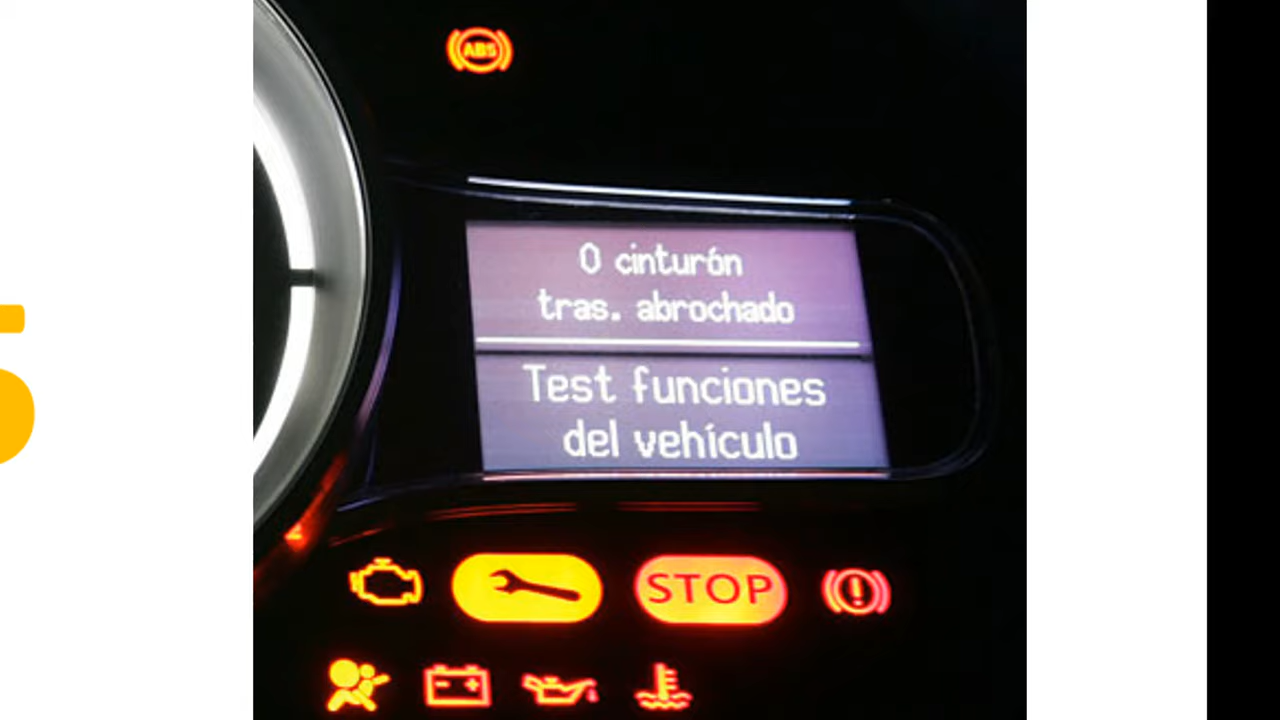 ABS
0 cinturón
tras. abrochado
Test funciones
del vehículo
STOP